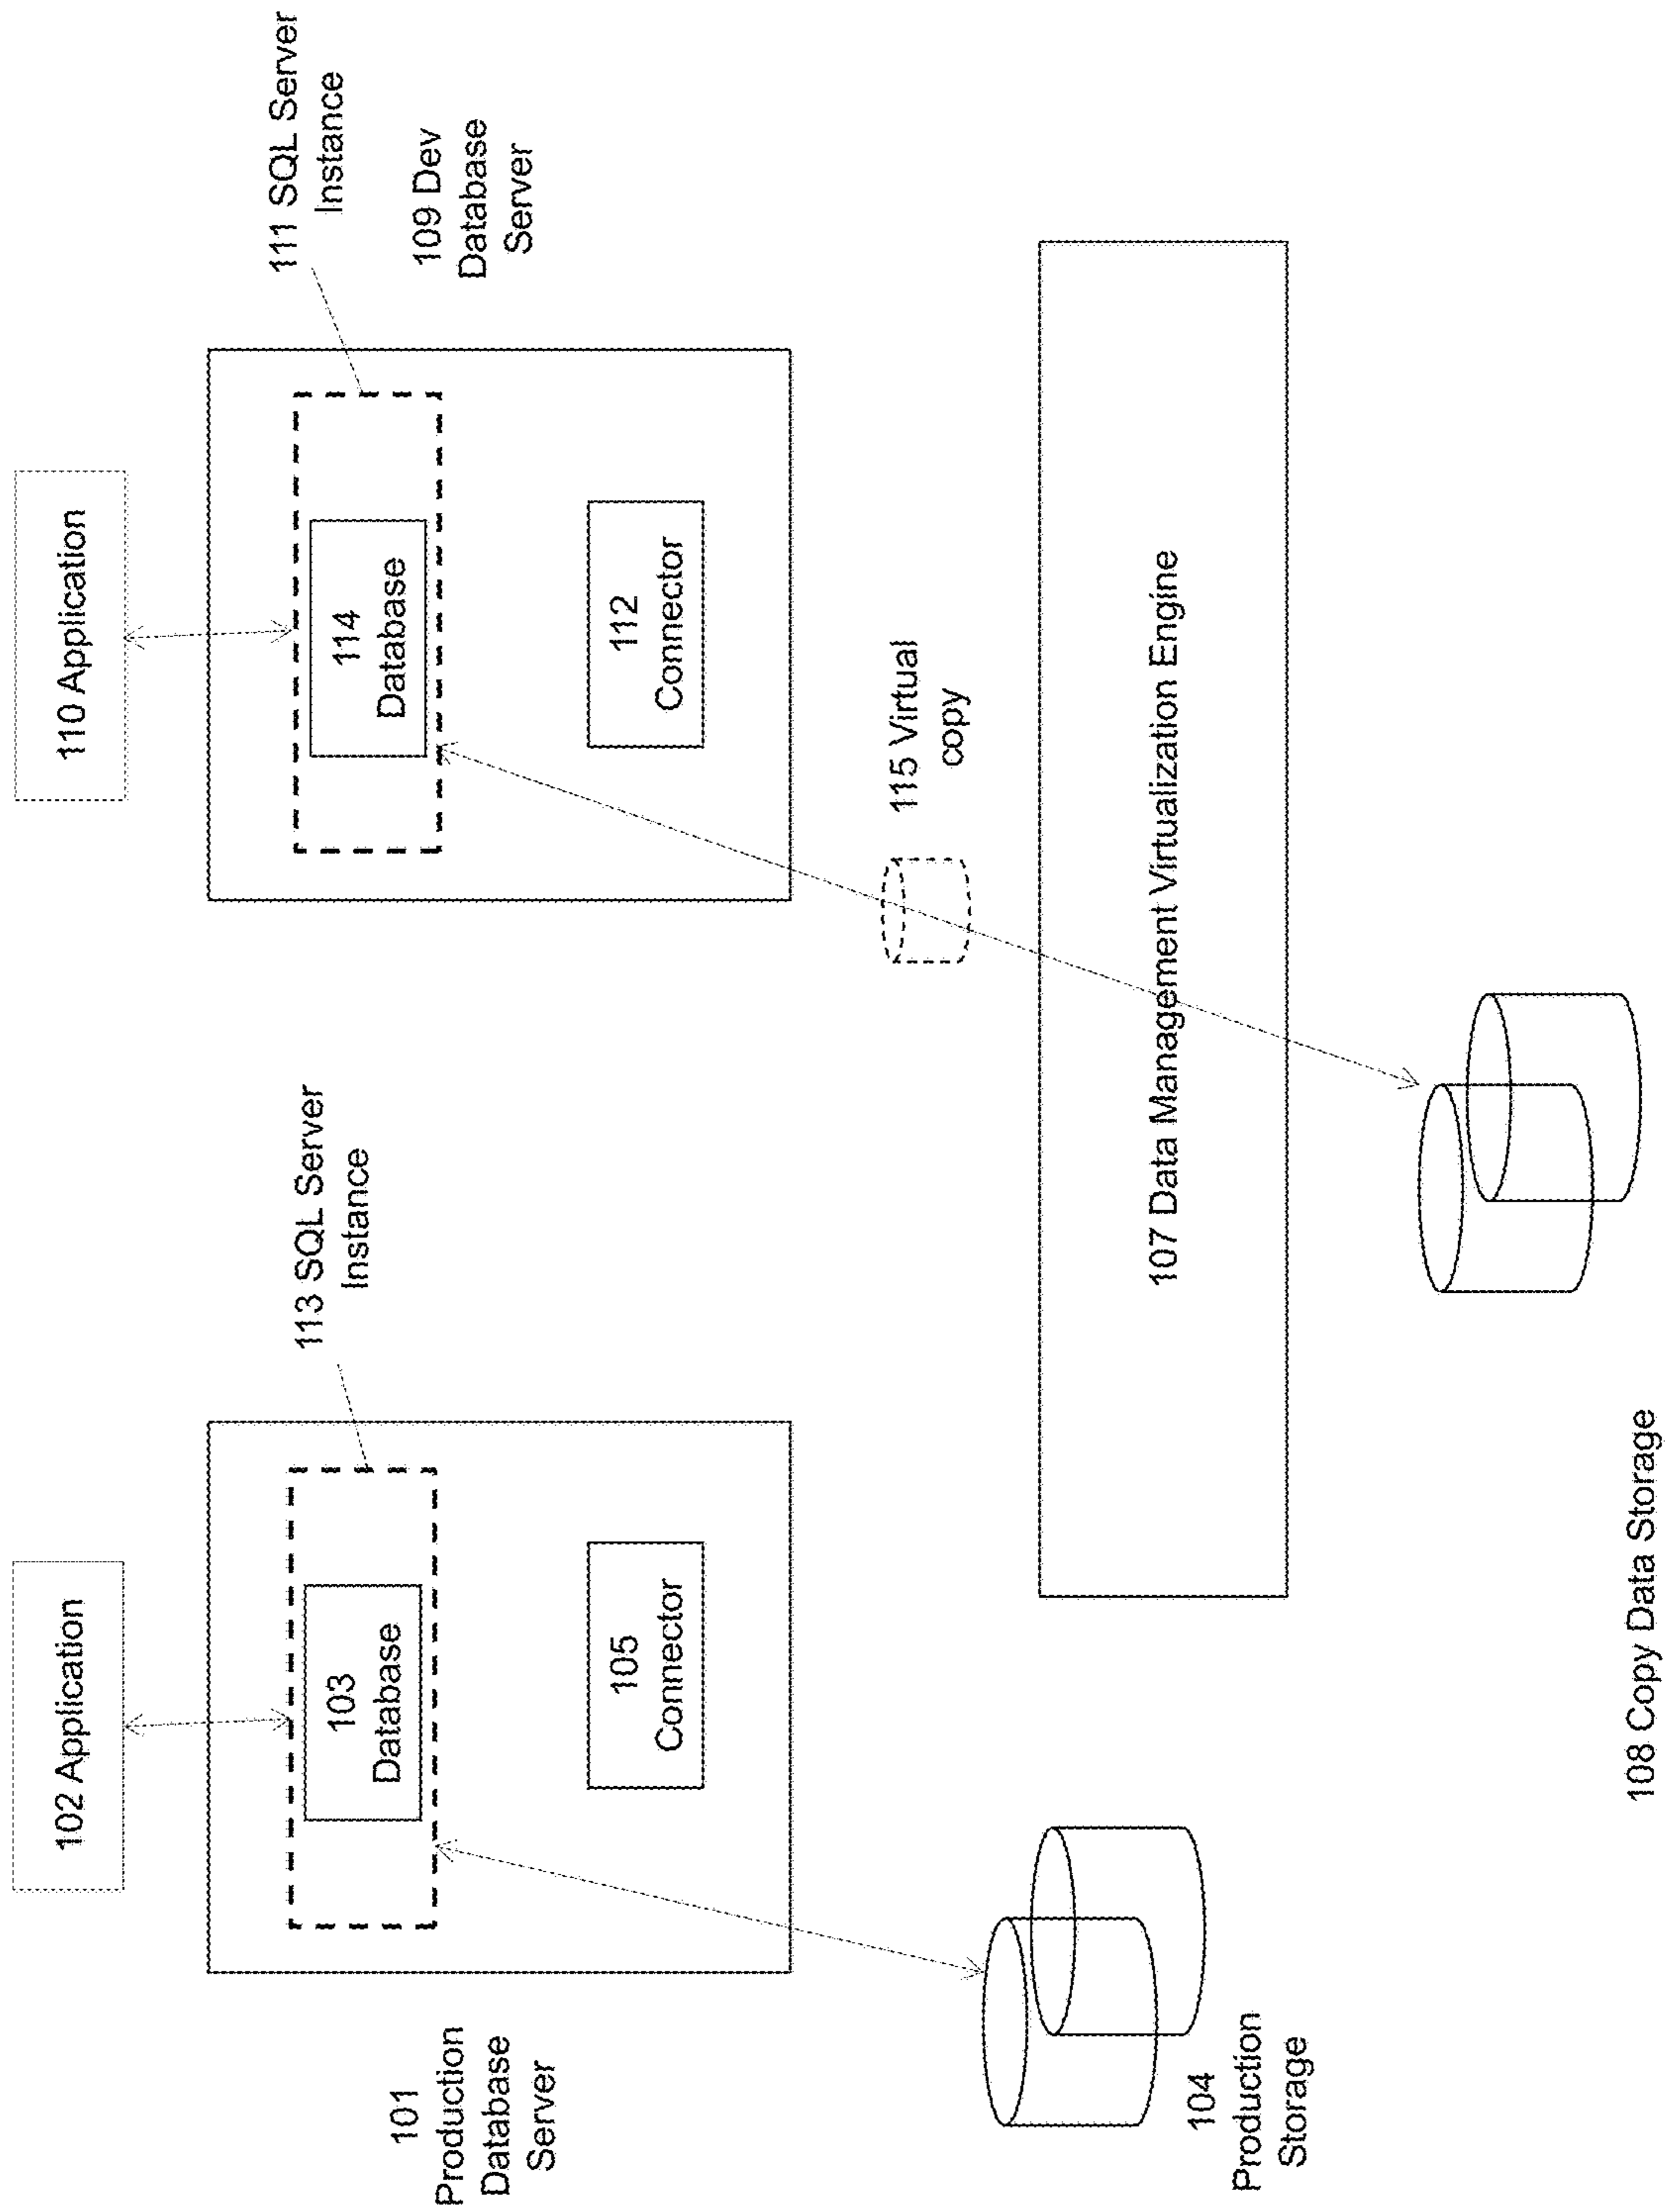 102 Application
110 Application
113 SQL Server
Instance
111 SQL Server
Instance
103
Database
114
Database
109 Dev
Database
Server
101
Production
Database
Server
105
Connector
112
Connector
115 Virtual
copy
107 Data Management Virtualization Engine
104
Production
Storage
108 Copy Data Storage